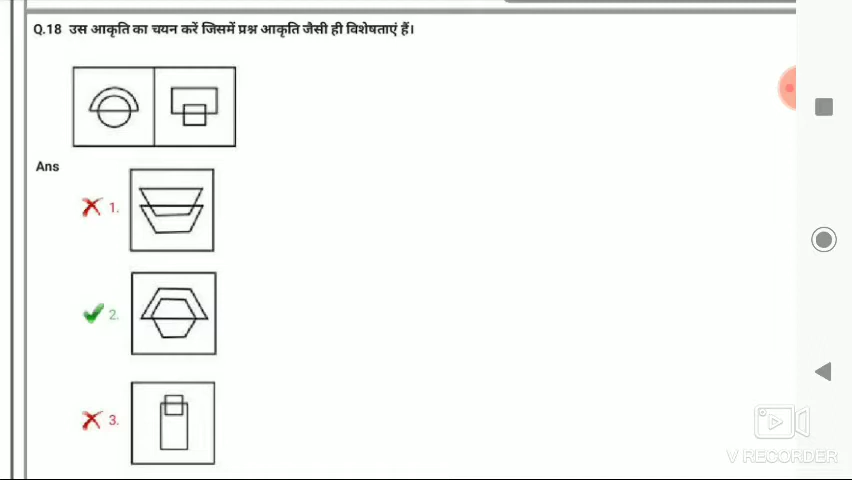 Q.18 उस आकृति का चयन करें जिसमें प्रश्न आकृति जैसी ही विशेषताएं हैं।
Ans
1.
2.
3.
V RECORDER